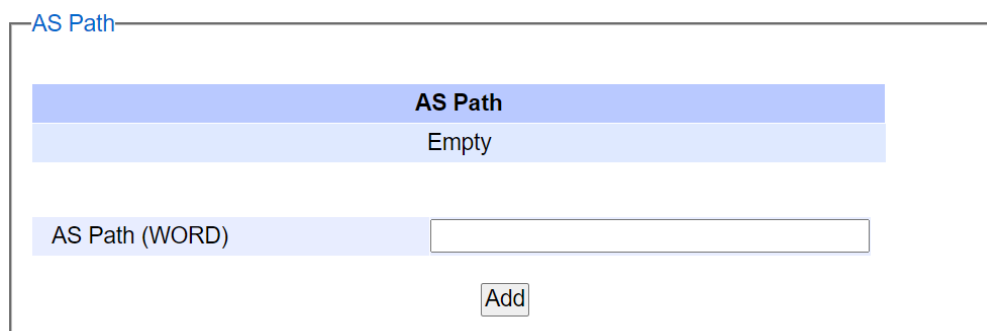 AS Path
AS Path
Empty
AS Path (WORD)
Add